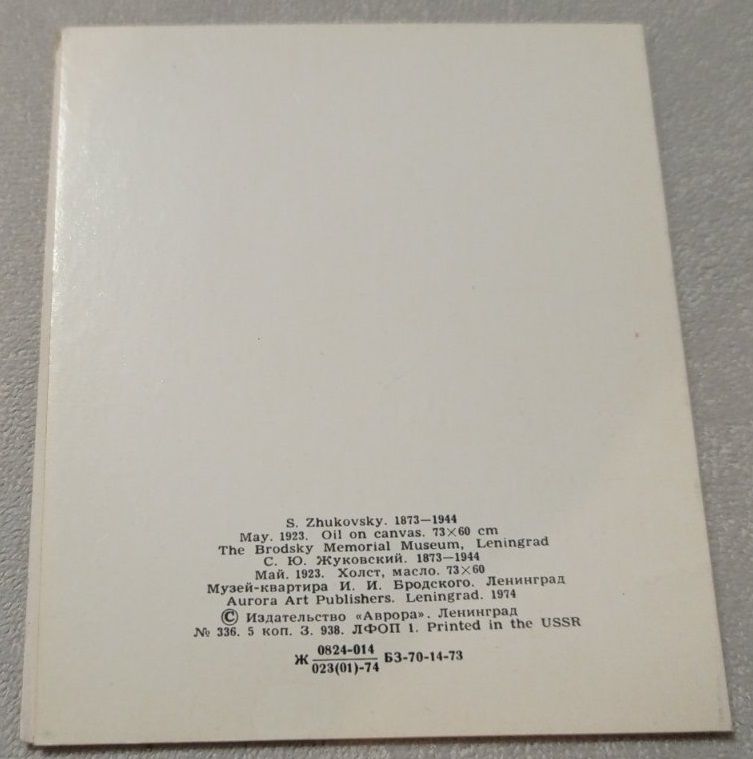 S. Zhukovsky. 1873—1944
May. 1923. Oil on canvas. 73×60 cm
The Brodsky Memorial Museum, Leningrad
С. Ю. Жуковский. 1873—1944
Май. 1923. Холст, масло. 73×60
Музей-квартира И. И. Бродского. Ленинград
Aurora Art Publishers. Leningrad. 1974
© Издательство «Аврора». Ленинград
№ 336. 5 коп. З. 938. ЛФОП 1. Printed in the USSR
Ж 0824-014 БЗ-70-14-73
023(01)-74